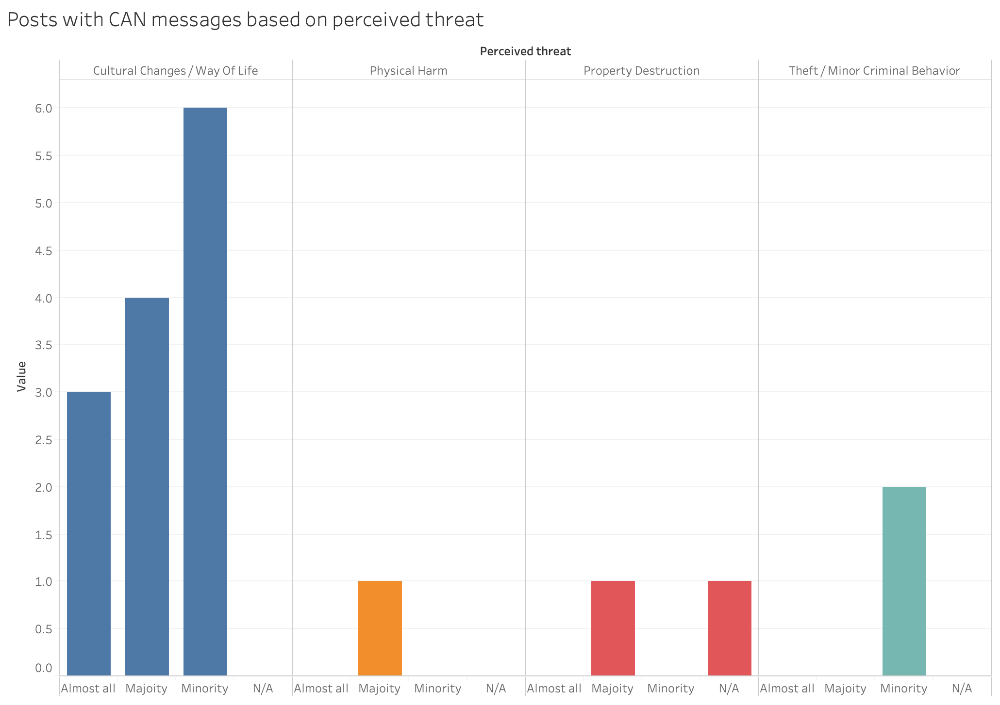 Posts with CAN messages based on perceived threat
Perceived threat
Cultural Changes / Way Of Life Physical Harm Property Destruction Theft / Minor Criminal Behavior
6.0
5.5
5.0
4.5
4.0
3.5
3.0
2.5
2.0
1.5
1.0
0.5
0.0
Value
Almost all Majoity Minority N/A Almost all Majoity Minority N/A Almost all Majoity Minority N/A Almost all Majoity Minority N/A